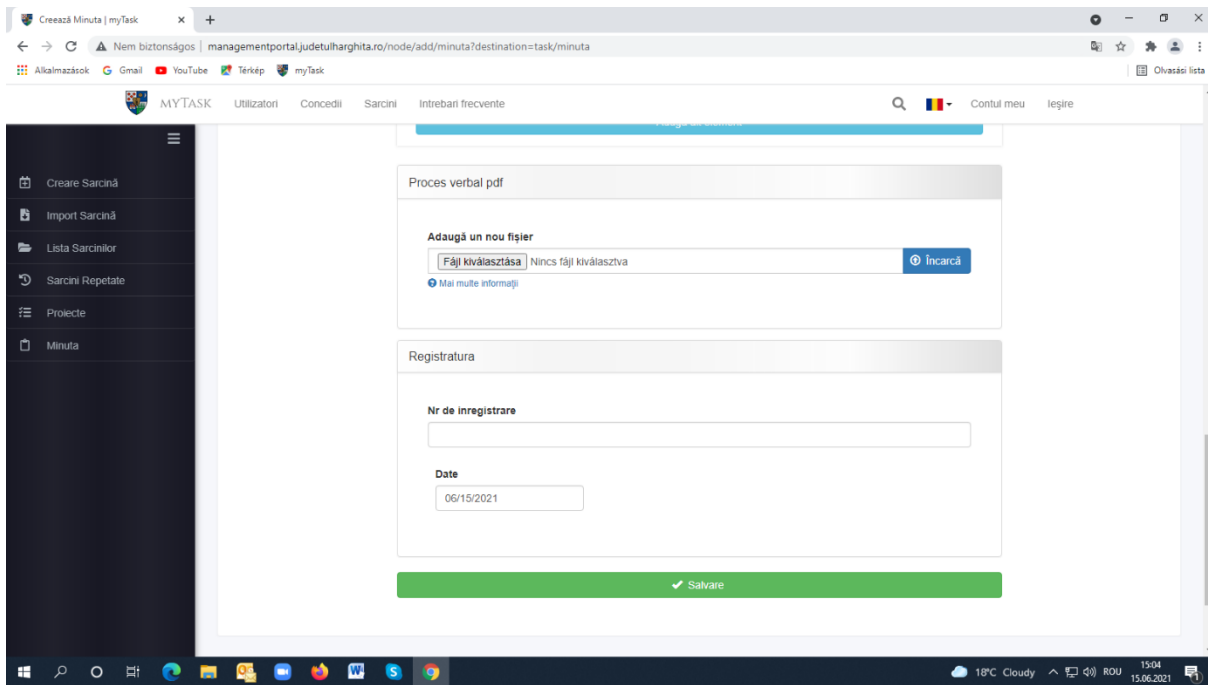 Creează Minuta | myTask
Nem biztonságos | managementportal.judetulharghita.ro/node/add/minuta?destination=task/minuta
Alkalmazások Gmail YouTube Térkép myTask Olvasási lista
MYTASK Utilizatori Concedii Sarcini Intrebari frecvente Contul meu Ieșire
Creare Sarcină
Import Sarcină
Lista Sarcinilor
Sarcini Repetate
Proiecte
Minuta
Proces verbal pdf
Adaugă un nou fișier
Fájl kiválasztása Nincs fájl kiválasztva Încarcă
Mai multe informații
Registratura
Nr de inregistrare
Date
06/15/2021
Salvare
18°C Cloudy ROU 15:04
15.06.2021